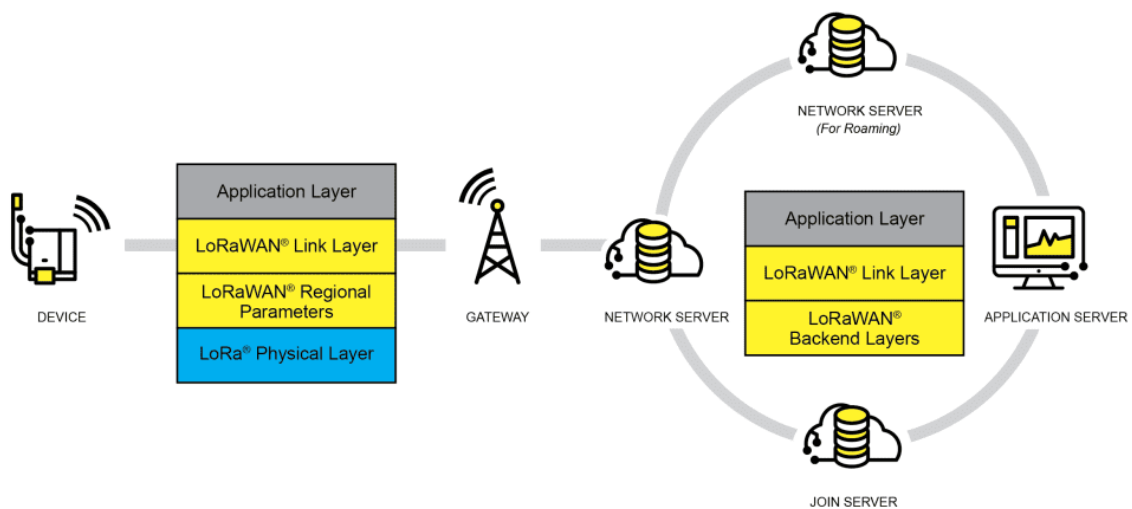 NETWORK SERVER
(For Roaming)
Application Layer
LoRaWAN® Link Layer
LoRaWAN® Regional
Parameters
LoRa® Physical Layer
DEVICE
GATEWAY
NETWORK SERVER
Application Layer
LoRaWAN® Link Layer
LoRaWAN®
Backend Layers
APPLICATION SERVER
JOIN SERVER